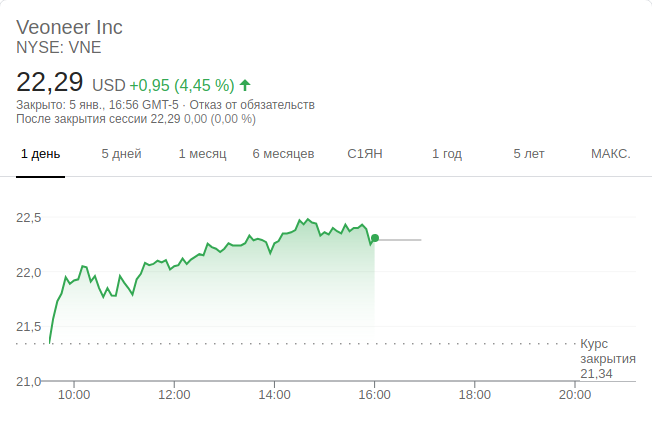 Veoneer Inc
NYSE: VNE
22,29 USD +0,95 (4,45 %)
Закрыто: 5 янв., 16:56 GMT-5 · Отказ от обязательств
После закрытия сессии 22,29 0,00 (0,00 %)
1 день 5 дней 1 месяц 6 месяцев С1ЯН 1 год 5 лет МАКС.
22,5
22,0
21,5
Курс
закрытия
21,34
21,0
10:00 12:00 14:00 16:00 18:00 20:00